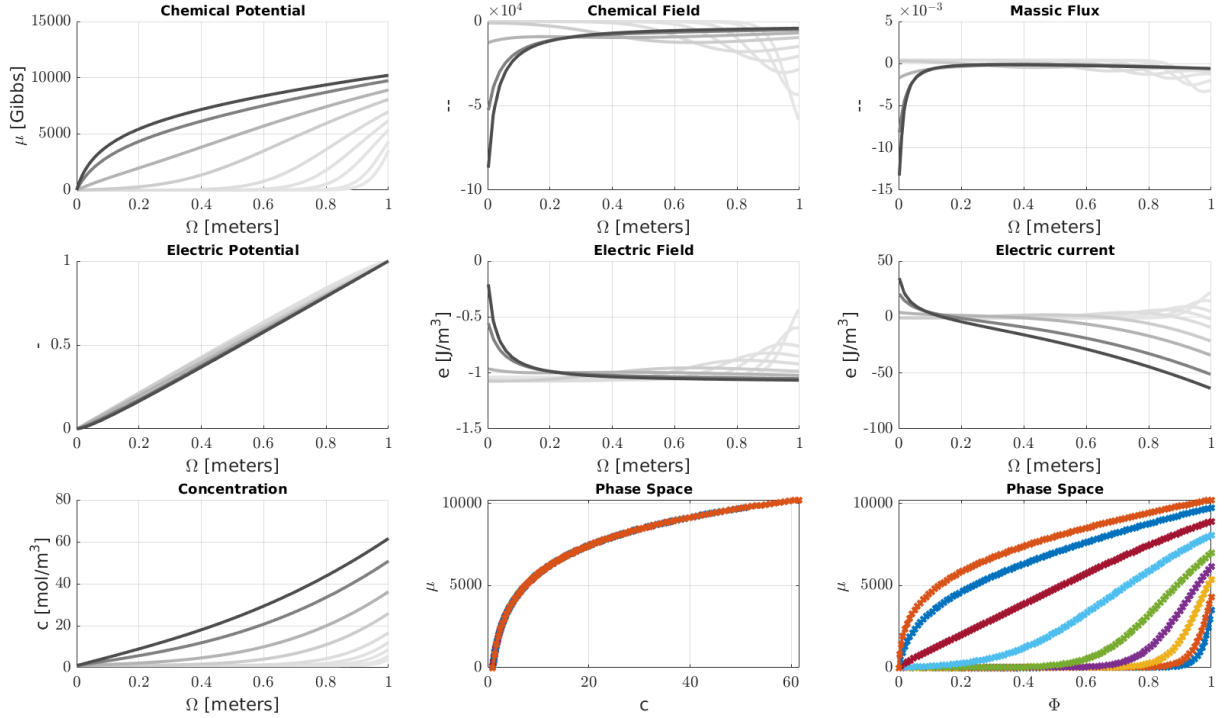 Chemical Potential
15000
10000
5000
0
μ [Gibbs]
0 0.2 0.4 0.6 0.8 1
Ω [meters]
Chemical Field
×10⁴
0
-5
-10
--
0 0.2 0.4 0.6 0.8 1
Ω [meters]
Massic Flux
×10⁻³
5
0
-5
-10
-15
--
0 0.2 0.4 0.6 0.8 1
Ω [meters]
Electric Potential
1
0.5
0
-
0 0.2 0.4 0.6 0.8 1
Ω [meters]
Electric Field
0
-0.5
-1
-1.5
e [J/m³]
0 0.2 0.4 0.6 0.8 1
Ω [meters]
Electric current
50
0
-50
-100
e [J/m³]
0 0.2 0.4 0.6 0.8 1
Ω [meters]
Concentration
80
60
40
20
0
c [mol/m³]
0 0.2 0.4 0.6 0.8 1
Ω [meters]
Phase Space
10000
5000
0
μ
0 20 40 60
c
Phase Space
10000
5000
0
μ
0 0.2 0.4 0.6 0.8 1
Φ